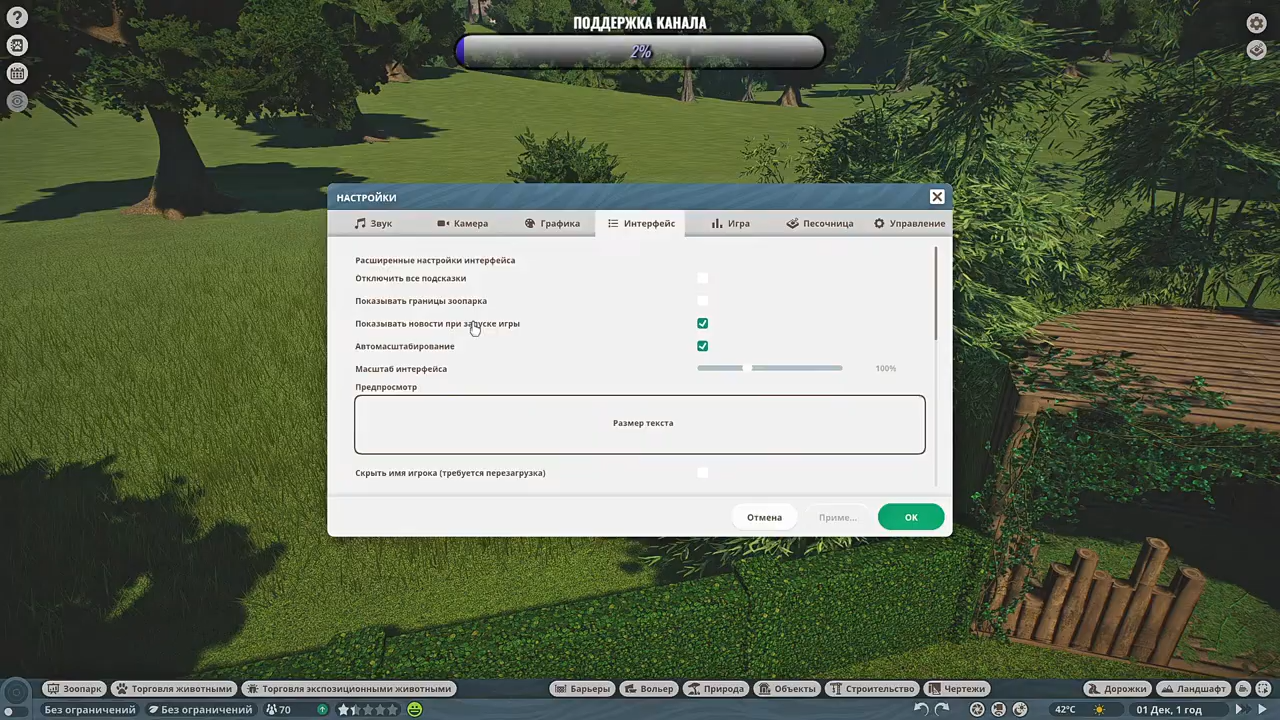 ПОДДЕРЖКА КАНАЛА
2%
НАСТРОЙКИ
Звук Камера Графика Интерфейс Игра Песочница Управление
Расширенные настройки интерфейса
Отключить все подсказки
Показывать границы зоопарка
Показывать новости при запуске игры
Автомасштабирование
Масштаб интерфейса 100%
Предпросмотр
Размер текста
Скрыть имя игрока (требуется перезагрузка)
Отмена Приме... OK
Зоопарк Торговля животными Торговля экспозиционными животными Барьеры Вольер Природа Объекты Строительство Чертежи Дорожки Ландшафт
Без ограничений Без ограничений 70 42°C 01 Дек, 1 год